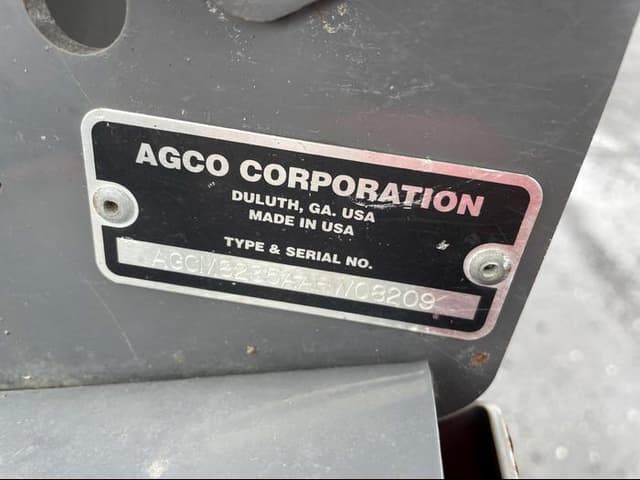 AGCO CORPORATION
DULUTH, GA. USA
MADE IN USA
TYPE & SERIAL NO.